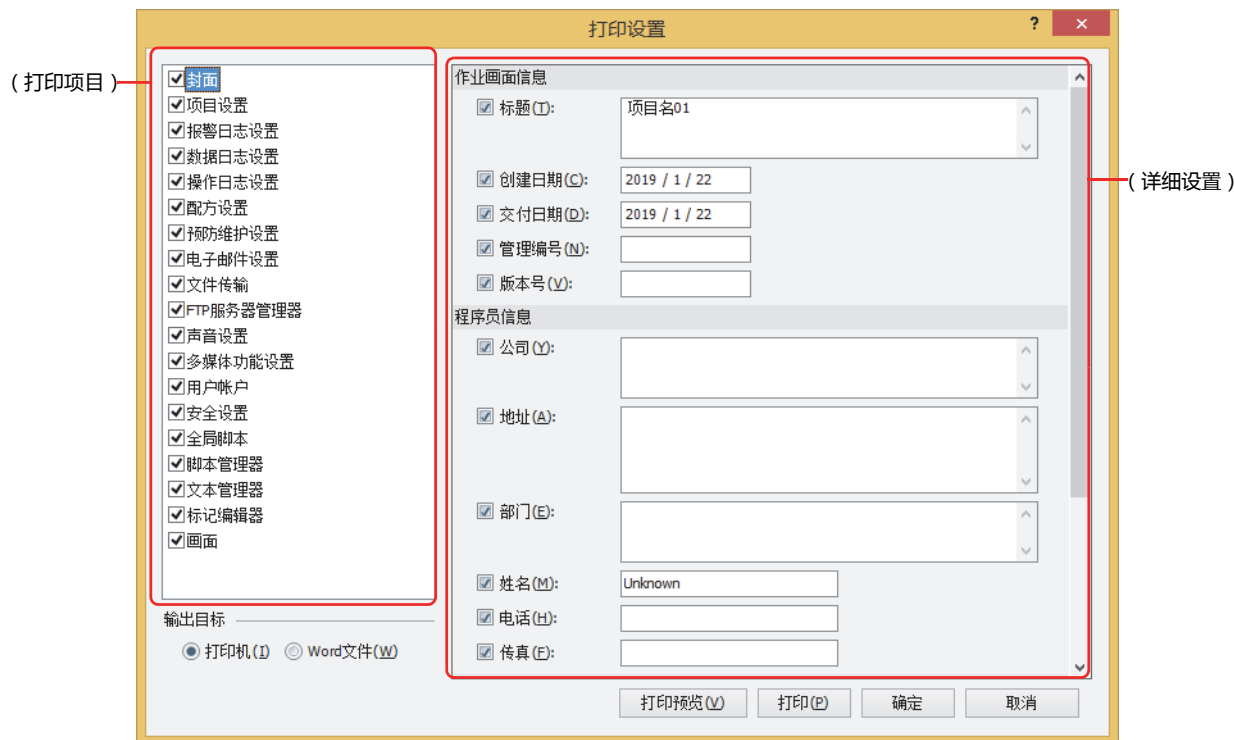 打印设置
?
×
(打印项目)
封面
项目设置
报警日志设置
数据日志设置
操作日志设置
配方设置
预防维护设置
电子邮件设置
文件传输
FTP服务器管理器
声音设置
多媒体功能设置
用户帐户
安全设置
全局脚本
脚本管理器
文本管理器
标记编辑器
画面
输出目标
打印机(I) Word文件(W)
作业画面信息
标题(T): 项目名01
创建日期(C): 2019 / 1 / 22
交付日期(D): 2019 / 1 / 22
管理编号(N):
版本号(V):
程序员信息
公司(Y):
地址(A):
部门(E):
姓名(M): Unknown
电话(H):
传真(F):
(详细设置)
打印预览(V) 打印(P) 确定 取消